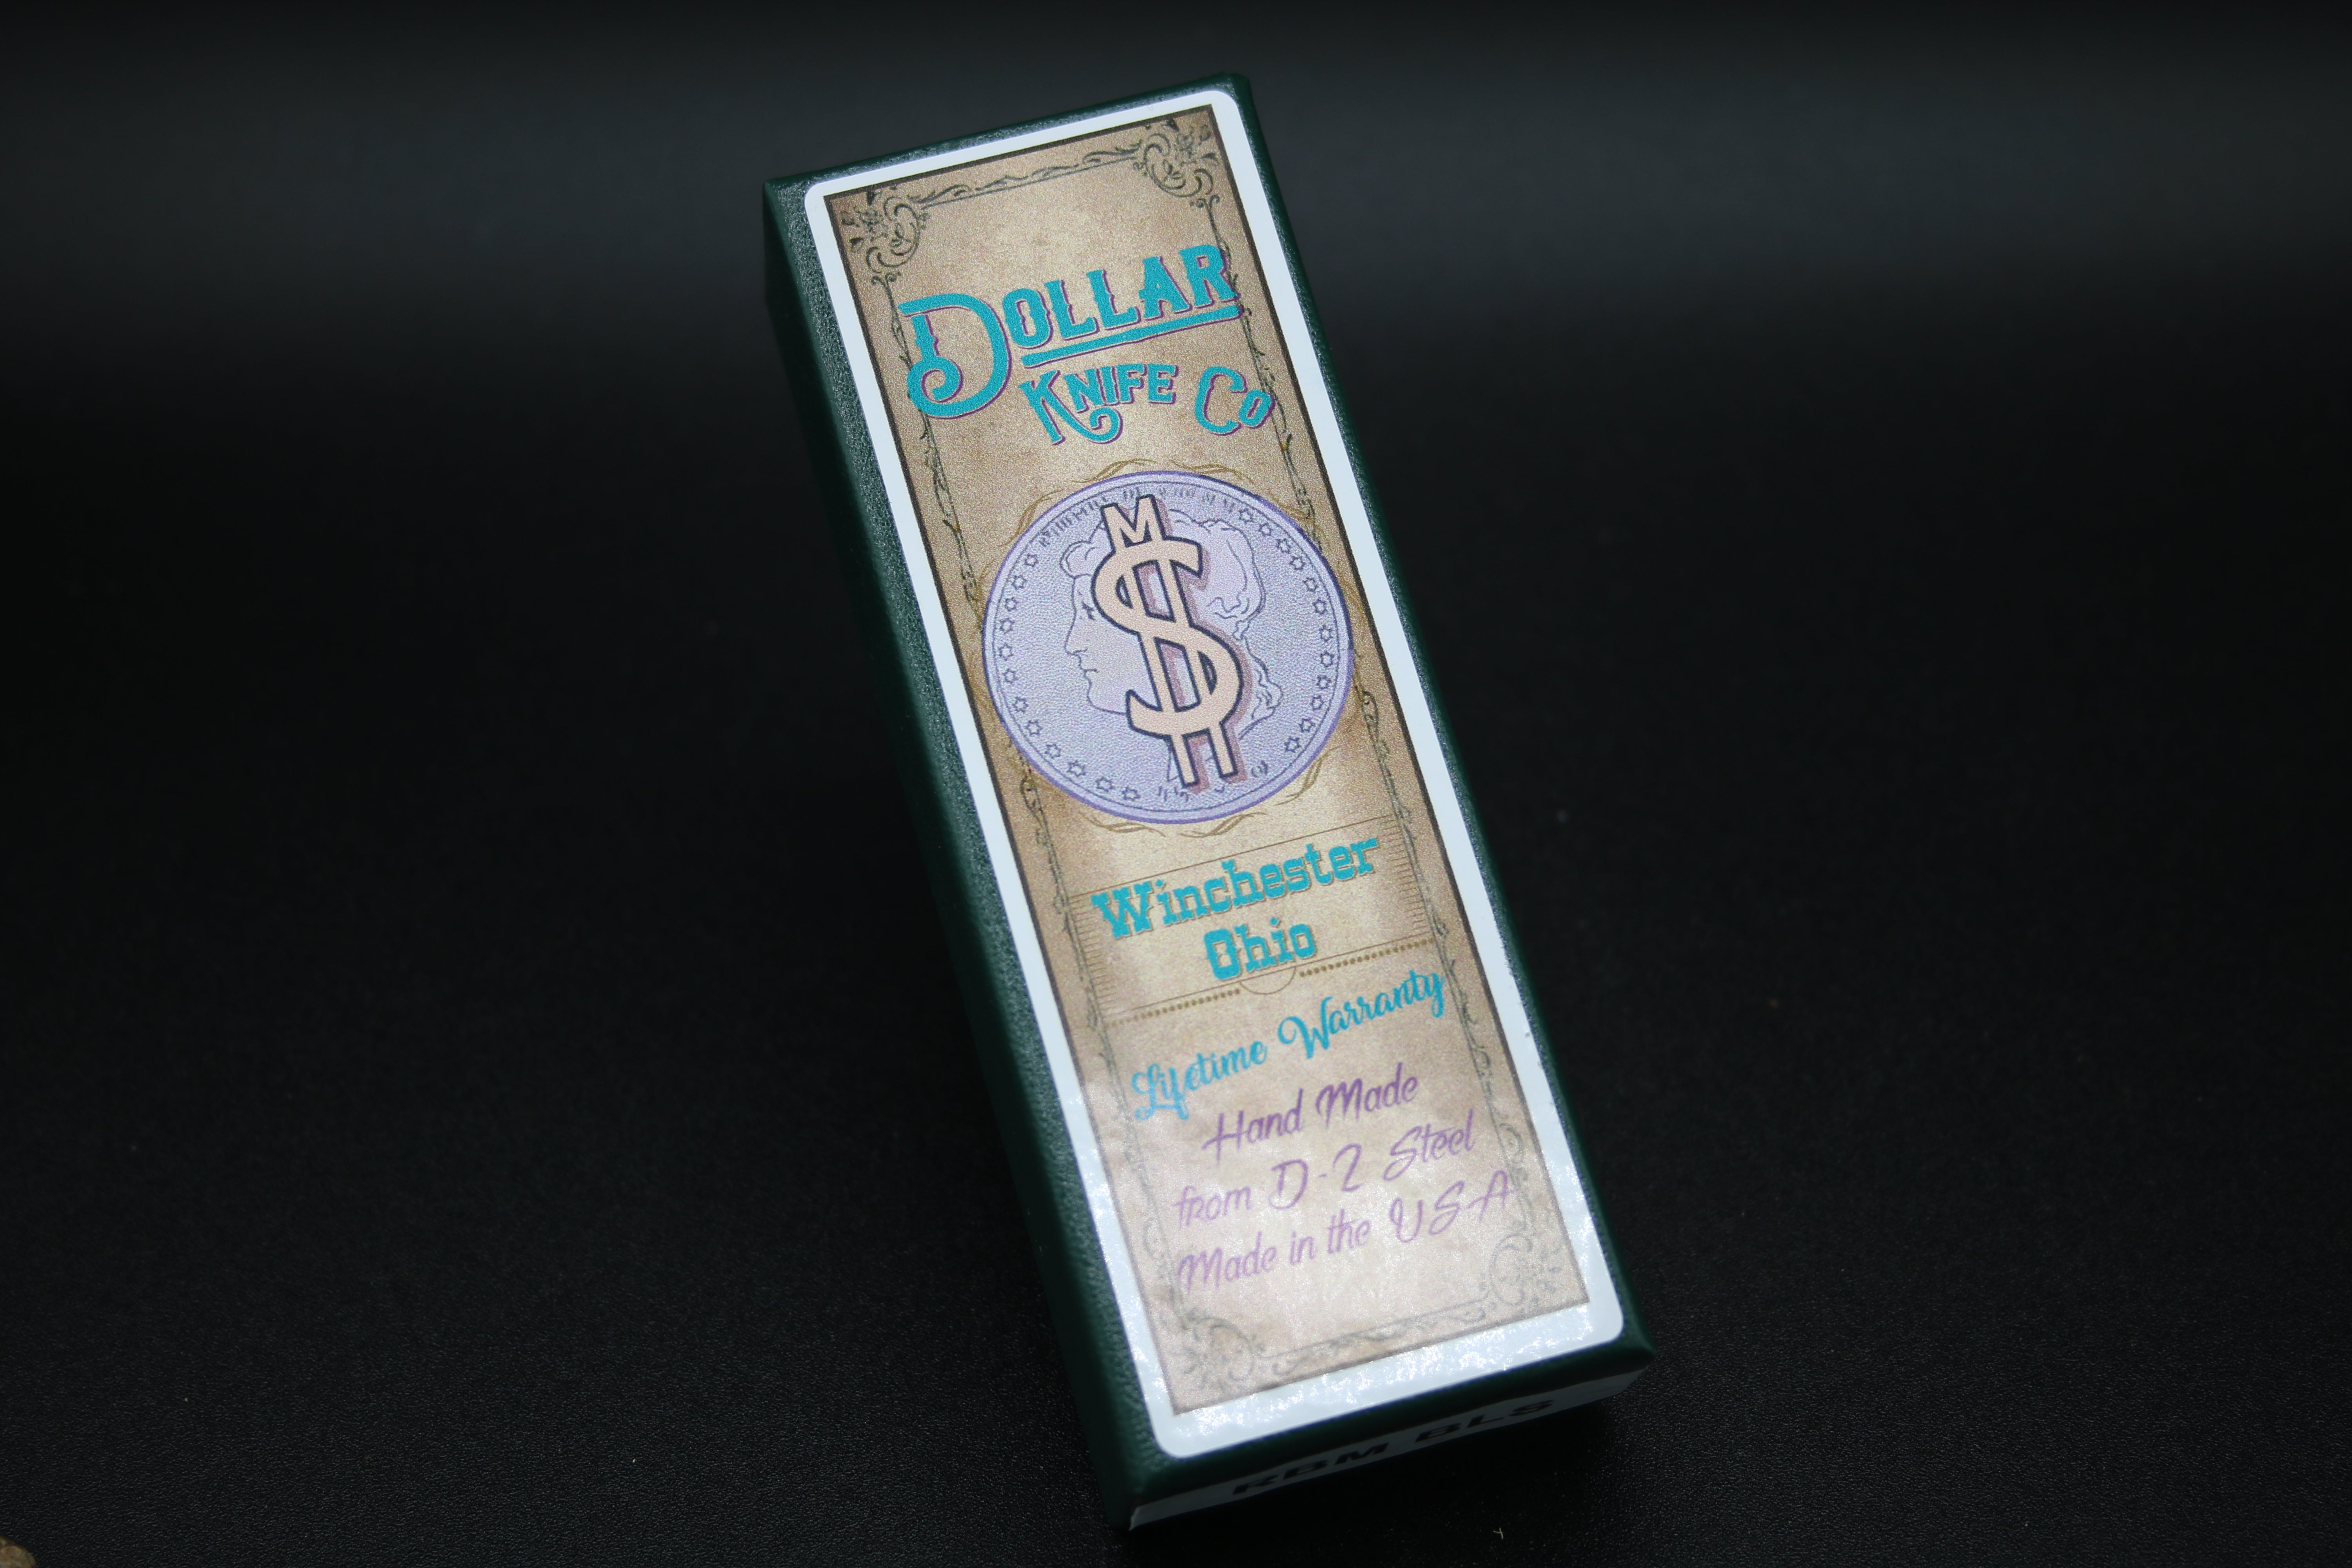 Dollar
Knife Co
M
$
Winchester
Ohio
Lifetime Warranty
Hand Made
from D-2 Steel
Made in the USA